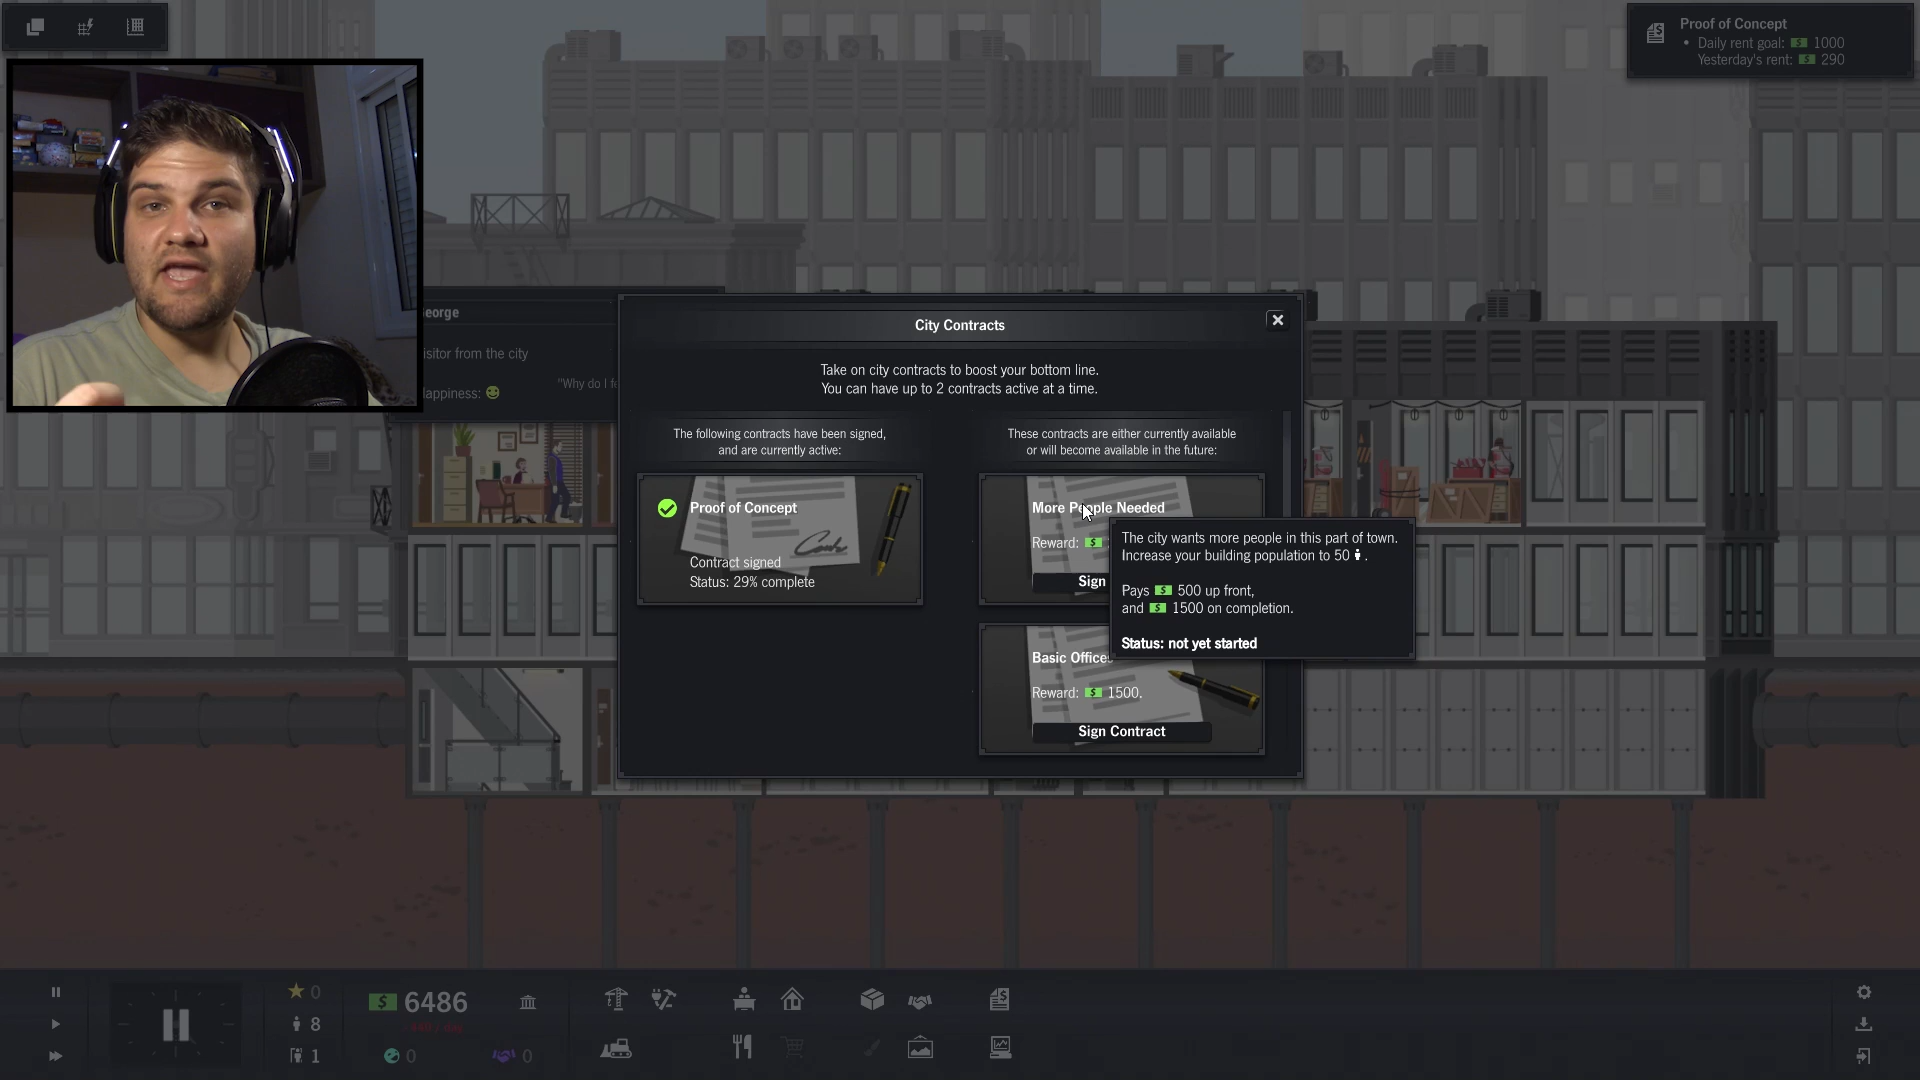 Proof of Concept
• Daily rent goal: $ 1000
Yesterday's rent: $ 290
eorge
isitor from the city
appiness:
"Why do I
City Contracts
Take on city contracts to boost your bottom line.
You can have up to 2 contracts active at a time.
The following contracts have been signed,
and are currently active:
Proof of Concept
Contract signed
Status: 29% complete
These contracts are either currently available
or will become available in the future:
More People Needed
Reward: $
Sign
The city wants more people in this part of town.
Increase your building population to 50 .
Pays $ 500 up front,
and $ 1500 on completion.
Status: not yet started
Basic Offices
Reward: $ 1500,
Sign Contract
0
8
1
$ 6486
0
0